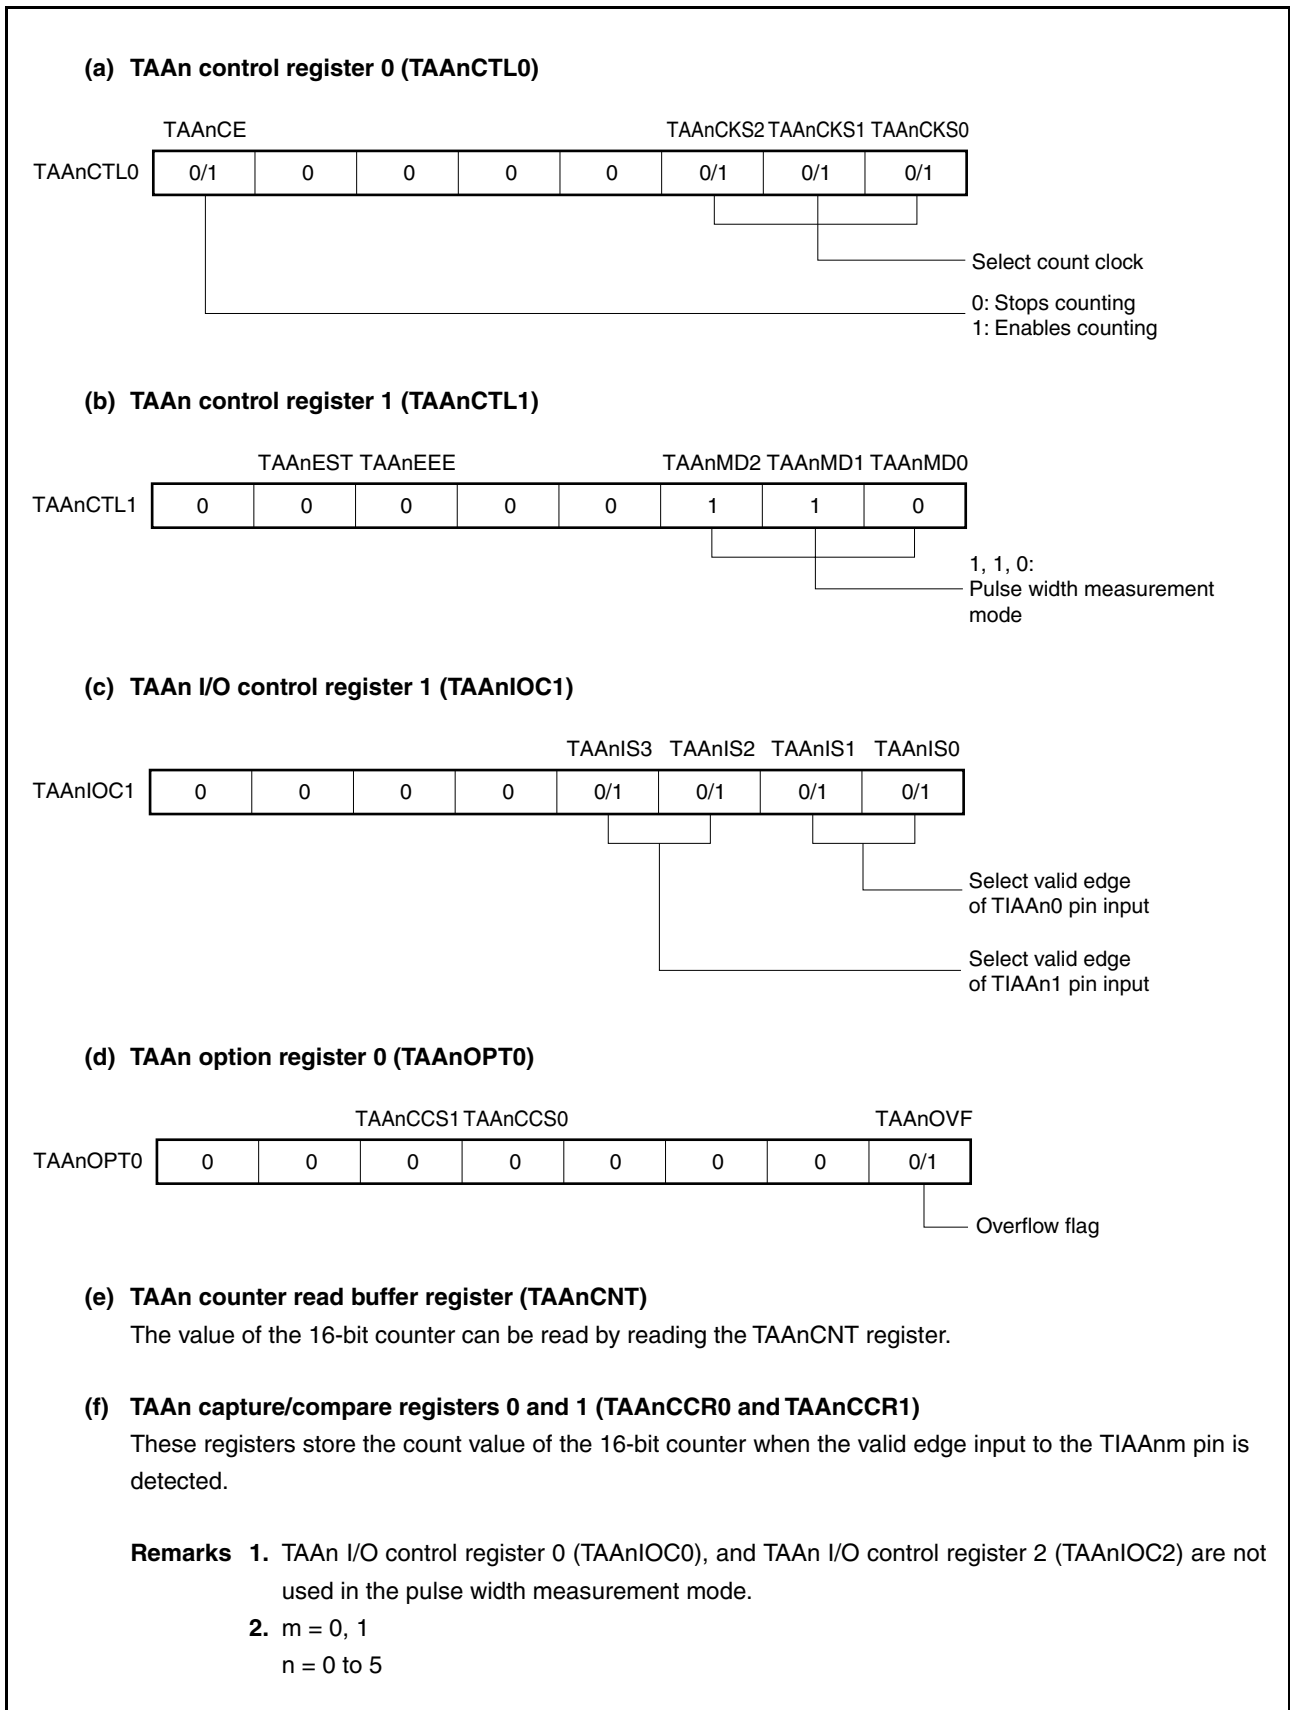 (a) TAAn control register 0 (TAAnCTL0)
TAAnCE TAAnCKS2 TAAnCKS1 TAAnCKS0
TAAnCTL0 0/1 0 0 0 0 0/1 0/1 0/1
Select count clock
0: Stops counting
1: Enables counting
(b) TAAn control register 1 (TAAnCTL1)
TAAnEST TAAnEEE TAAnMD2 TAAnMD1 TAAnMD0
TAAnCTL1 0 0 0 0 0 1 1 0
1, 1, 0:
Pulse width measurement
mode
(c) TAAn I/O control register 1 (TAAnIOC1)
TAAnIS3 TAAnIS2 TAAnIS1 TAAnIS0
TAAnIOC1 0 0 0 0 0/1 0/1 0/1 0/1
Select valid edge
of TIAAn0 pin input
Select valid edge
of TIAAn1 pin input
(d) TAAn option register 0 (TAAnOPT0)
TAAnCCS1 TAAnCCS0 TAAnOVF
TAAnOPT0 0 0 0 0 0 0 0 0/1
Overflow flag
(e) TAAn counter read buffer register (TAAnCNT)
The value of the 16-bit counter can be read by reading the TAAnCNT register.
(f) TAAn capture/compare registers 0 and 1 (TAAnCCR0 and TAAnCCR1)
These registers store the count value of the 16-bit counter when the valid edge input to the TIAAnm pin is
detected.
Remarks 1. TAAn I/O control register 0 (TAAnIOC0), and TAAn I/O control register 2 (TAAnIOC2) are not
used in the pulse width measurement mode.
2. m = 0, 1
n = 0 to 5